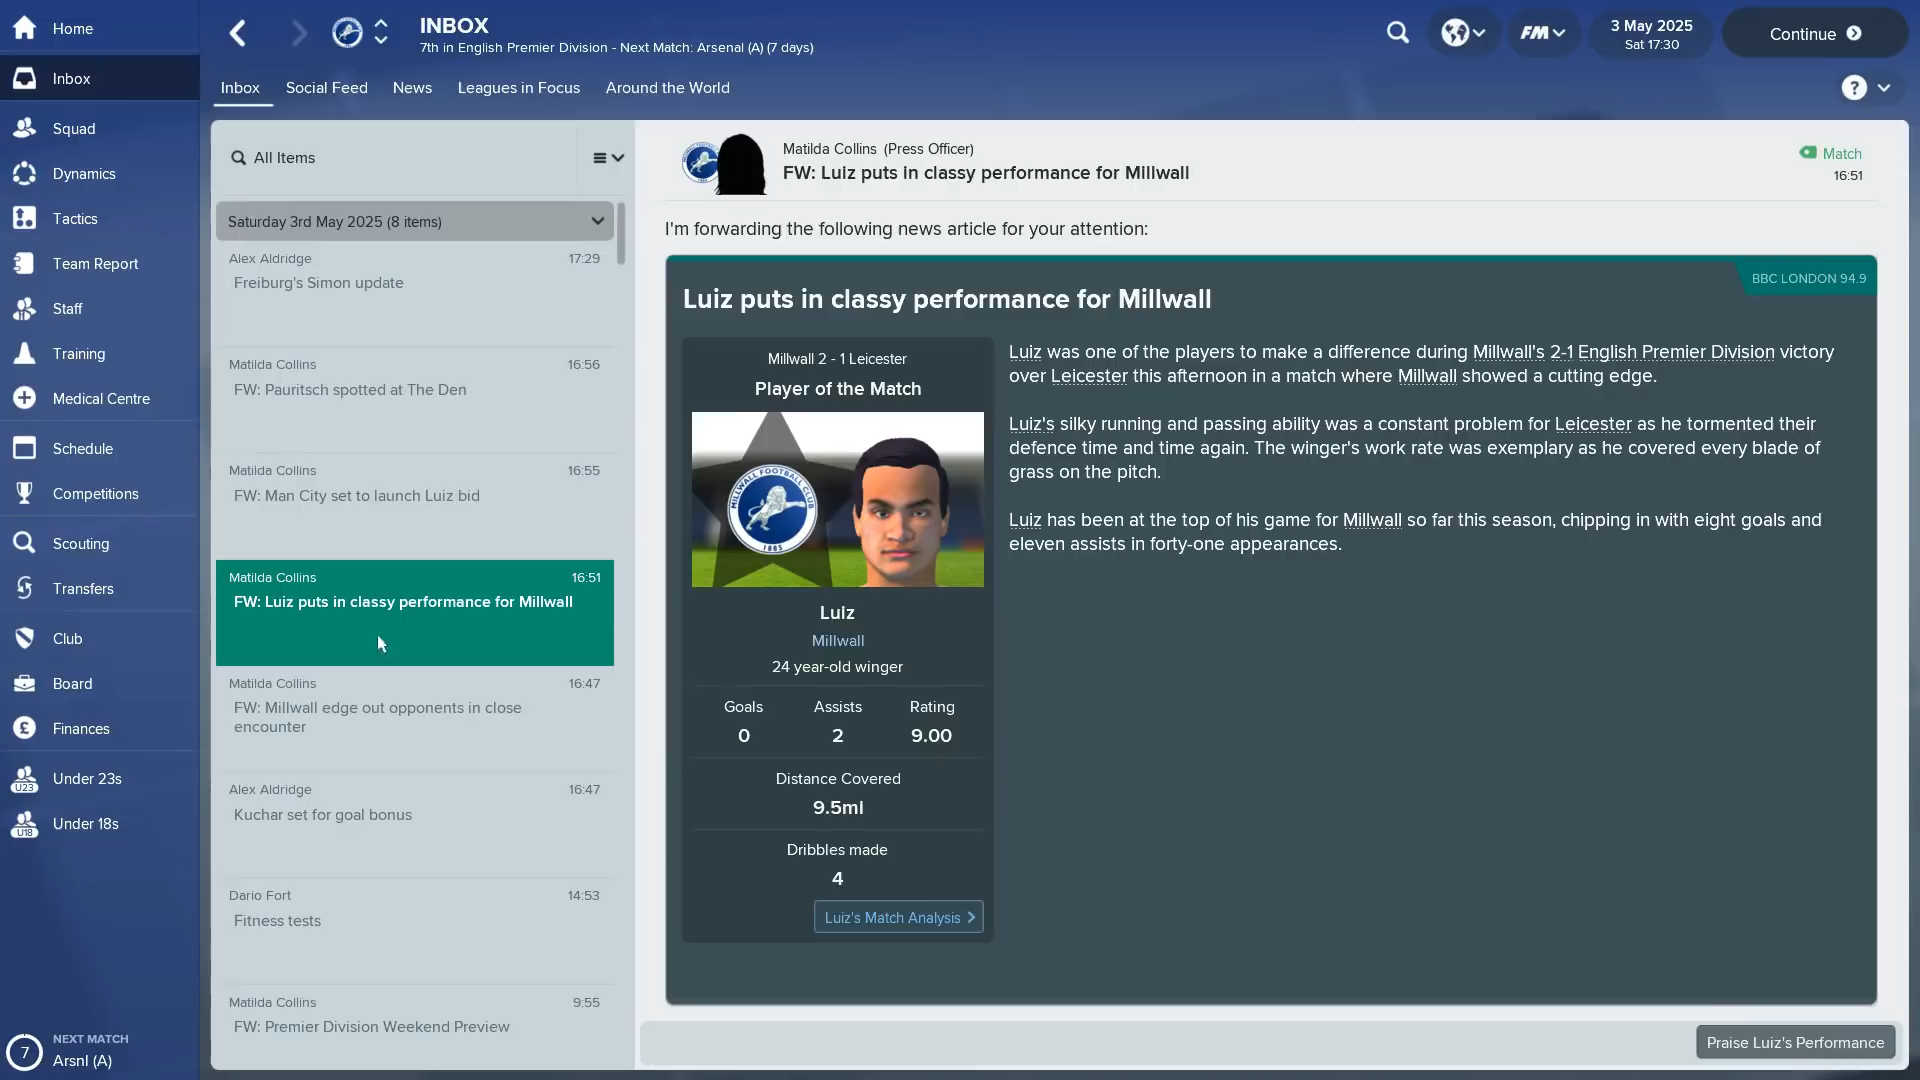 Home
Inbox
Squad
Dynamics
Tactics
Team Report
Staff
Training
Medical Centre
Schedule
Competitions
Scouting
Transfers
Club
Board
Finances
U23
Under 23s
U18
Under 18s
7
NEXT MATCH
Arsnl (A)
INBOX
7th in English Premier Division - Next Match: Arsenal (A) (7 days)
FM
3 May 2025
Sat 17:30
Continue
Inbox
Social Feed
News
Leagues in Focus
Around the World
?
All Items
Saturday 3rd May 2025 (8 items)
Alex Aldridge
17:29
Freiburg's Simon update
Matilda Collins
16:56
FW: Pauritsch spotted at The Den
Matilda Collins
16:55
FW: Man City set to launch Luiz bid
Matilda Collins
16:51
FW: Luiz puts in classy performance for Millwall
Matilda Collins
16:47
FW: Millwall edge out opponents in close
encounter
Alex Aldridge
16:47
Kuchar set for goal bonus
Dario Fort
14:53
Fitness tests
Matilda Collins
9:55
FW: Premier Division Weekend Preview
Matilda Collins (Press Officer)
FW: Luiz puts in classy performance for Millwall
Match
16:51
I'm forwarding the following news article for your attention:
BBC LONDON 94.9
Luiz puts in classy performance for Millwall
Millwall 2 - 1 Leicester
Player of the Match
MILLWALL FOOTBALL CLUB
1885
Luiz
Millwall
24 year-old winger
Goals
Assists
Rating
0
2
9.00
Distance Covered
9.5mi
Dribbles made
4
Luiz's Match Analysis
Luiz was one of the players to make a difference during Millwall's 2-1 English Premier Division victory
over Leicester this afternoon in a match where Millwall showed a cutting edge.
Luiz's silky running and passing ability was a constant problem for Leicester as he tormented their
defence time and time again. The winger's work rate was exemplary as he covered every blade of
grass on the pitch.
Luiz has been at the top of his game for Millwall so far this season, chipping in with eight goals and
eleven assists in forty-one appearances.
Praise Luiz's Performance